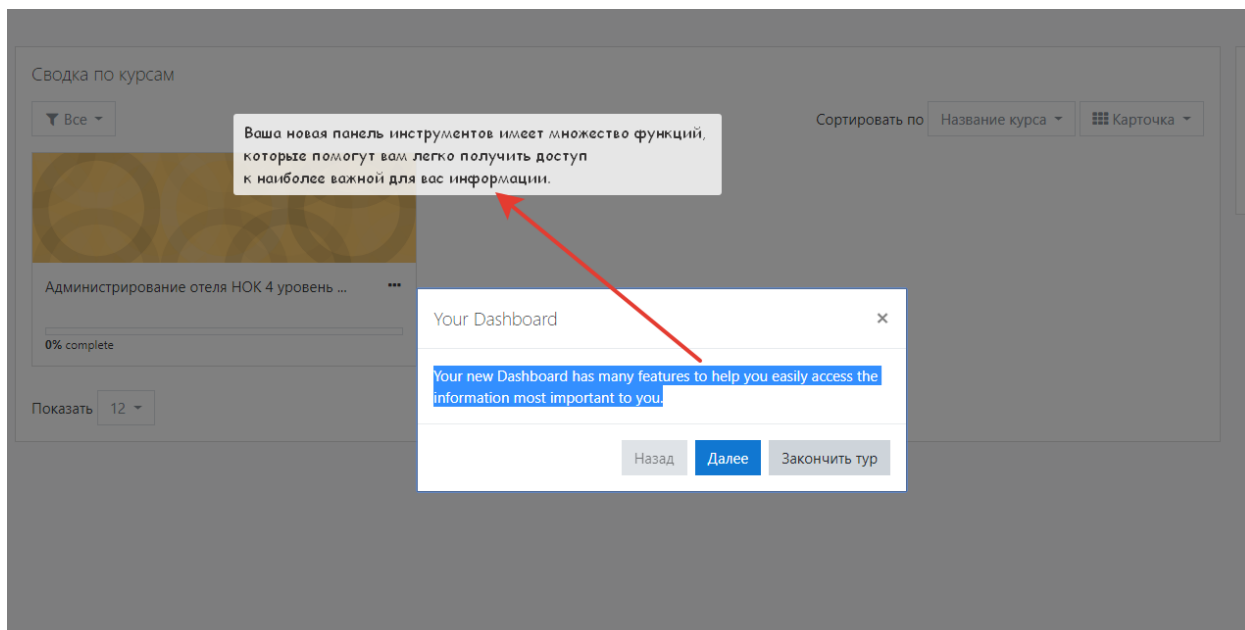 Сводка по курсам
Все
Сортировать по Название курса Карточка
Ваша новая панель инструментов имеет множество функций,
которые помогут вам легко получить доступ
к наиболее важной для вас информации.
Администрирование отеля НОК 4 уровень ...
0% complete
Показать 12
Your Dashboard ×
Your new Dashboard has many features to help you easily access the
information most important to you.
Назад Далее Закончить тур